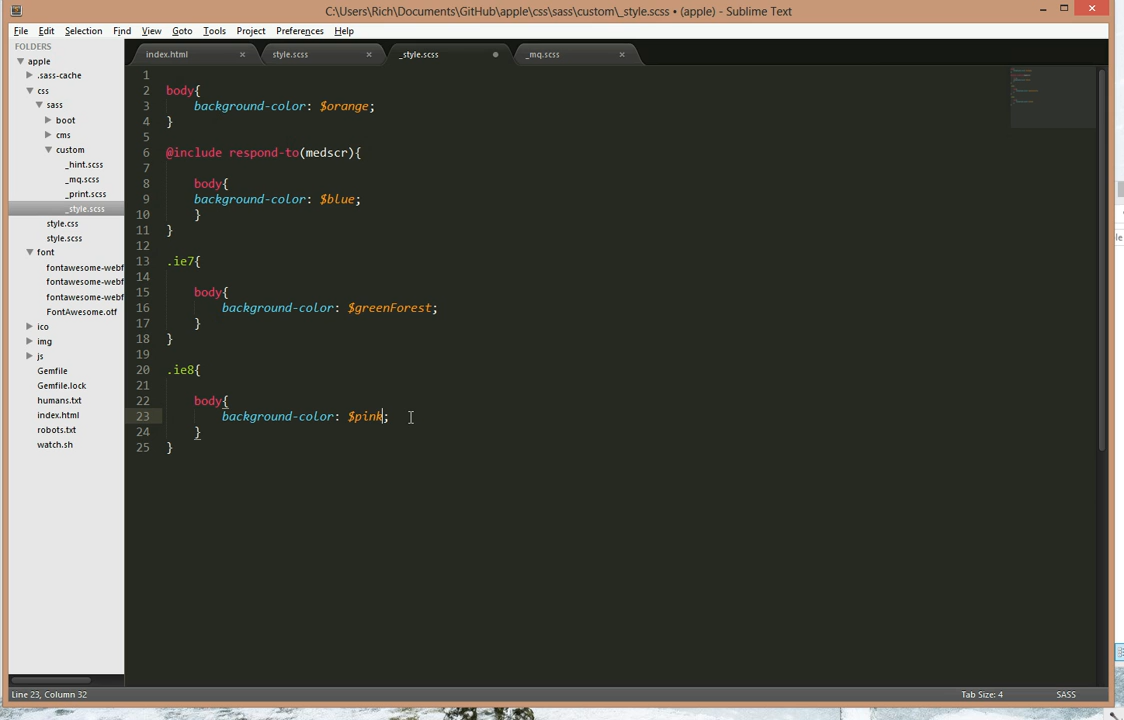 C:\Users\Rich\Documents\GitHub\apple\css\sass\custom\_style.scss • (apple) - Sublime Text
File Edit Selection Find View Goto Tools Project Preferences Help
FOLDERS
apple
.sass-cache
css
sass
boot
cms
custom
_hint.scss
_mq.scss
_print.scss
_style.scss
style.css
style.scss
font
fontawesome-webf
fontawesome-webf
fontawesome-webf
FontAwesome.otf
ico
img
js
Gemfile
Gemfile.lock
humans.txt
index.html
robots.txt
watch.sh
index.html style.scss _style.scss _mq.scss
1
2 body{
3 background-color: $orange;
4 }
5
6 @include respond-to(medscr){
7
8 body{
9 background-color: $blue;
10 }
11 }
12
13 .ie7{
14
15 body{
16 background-color: $greenForest;
17 }
18 }
19
20 .ie8{
21
22 body{
23 background-color: $pink;
24 }
25 }
Line 23, Column 32 Tab Size: 4 SASS